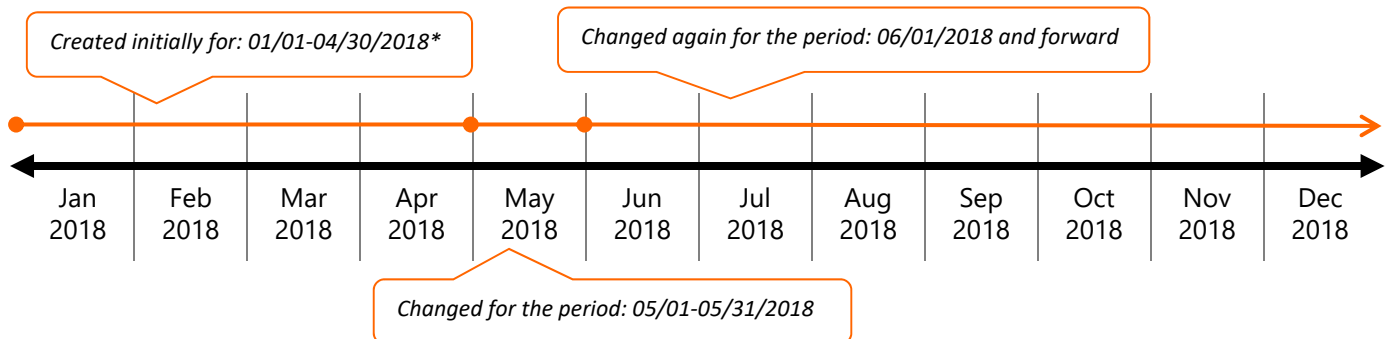 Created initially for: 01/01-04/30/2018*
Changed again for the period: 06/01/2018 and forward
Jan Feb Mar Apr May Jun Jul Aug Sep Oct Nov Dec
2018 2018 2018 2018 2018 2018 2018 2018 2018 2018 2018 2018
Changed for the period: 05/01-05/31/2018